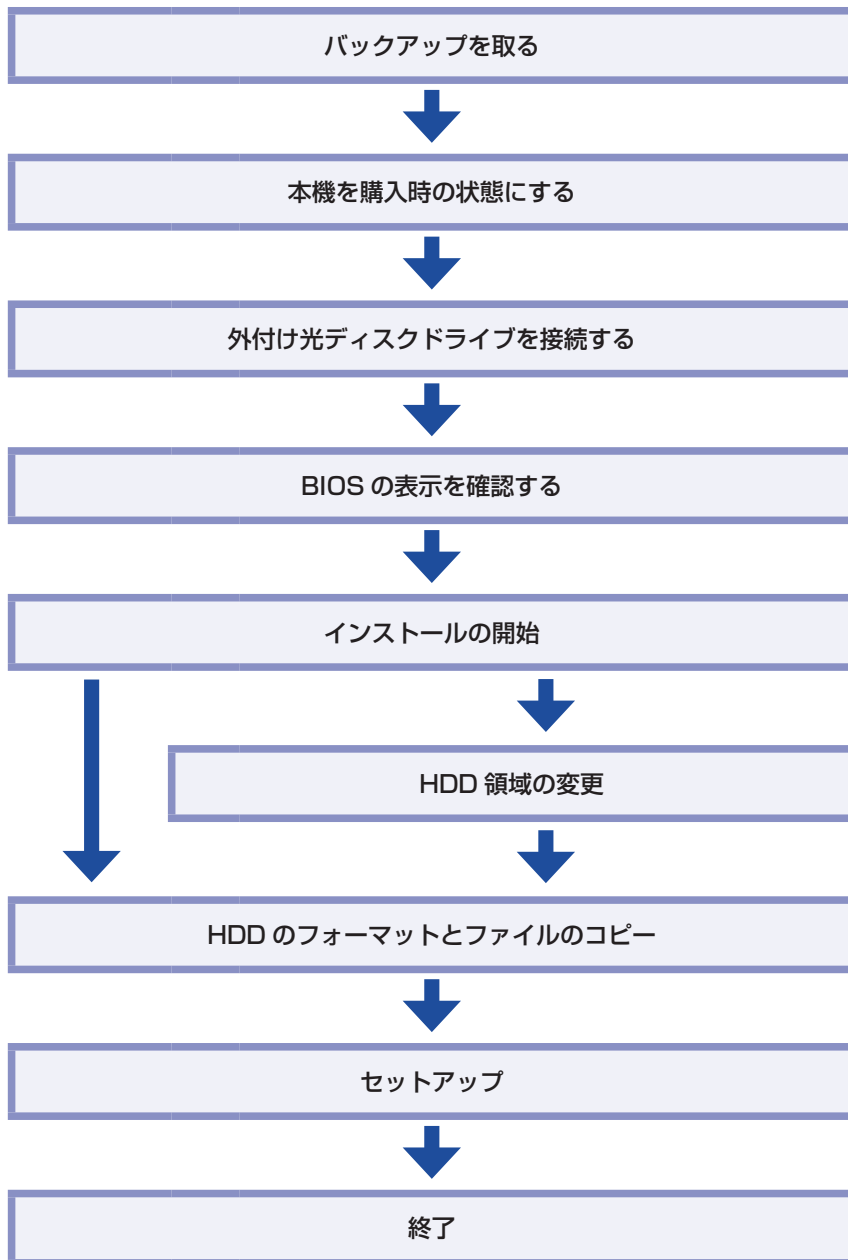 バックアップを取る
本機を購入時の状態にする
外付け光ディスクドライブを接続する
BIOS の表示を確認する
インストールの開始
HDD 領域の変更
HDD のフォーマットとファイルのコピー
セットアップ
終了